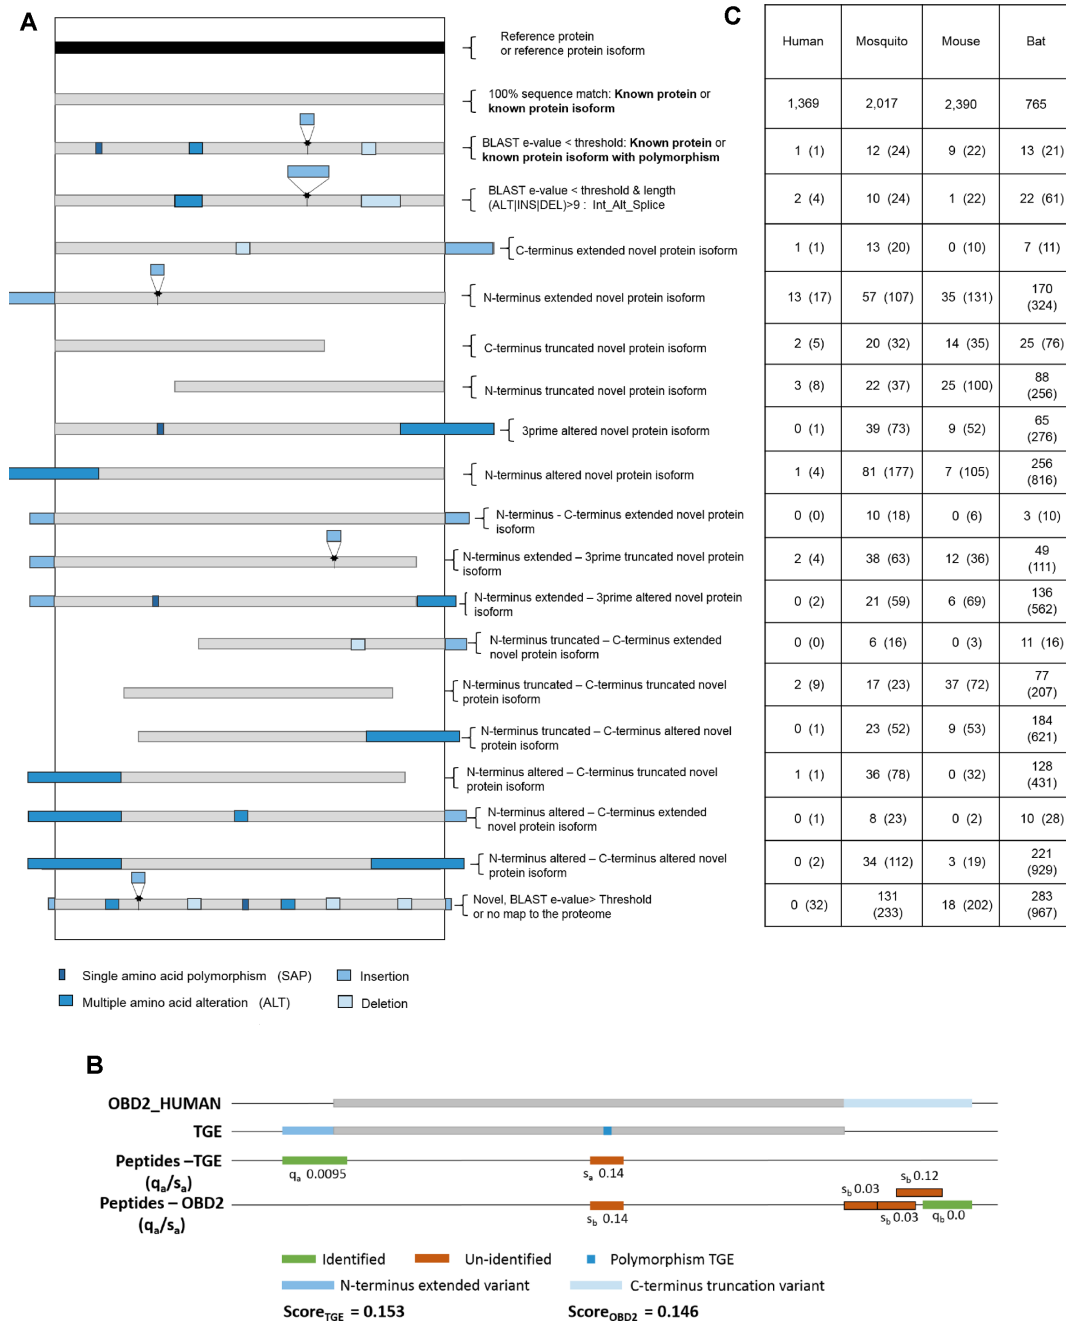 A
C
Reference protein
or reference protein isoform
100% sequence match: Known protein or
known protein isoform
BLAST e-value < threshold: Known protein or
known protein isoform with polymorphism
BLAST e-value < threshold & length
(ALT|INS|DEL)>9 : Int_Alt_Splice
C-terminus extended novel protein isoform
N-terminus extended novel protein isoform
C-terminus truncated novel protein isoform
N-terminus truncated novel protein isoform
3prime altered novel protein isoform
N-terminus altered novel protein isoform
N-terminus - C-terminus extended novel protein
isoform
N-terminus extended – 3prime truncated novel protein
isoform
N-terminus extended – 3prime altered novel protein
isoform
N-terminus truncated – C-terminus extended
novel protein isoform
N-terminus truncated – C-terminus truncated novel
protein isoform
N-terminus truncated – C-terminus altered novel
protein isoform
N-terminus altered – C-terminus truncated novel
protein isoform
N-terminus altered – C-terminus extended
novel protein isoform
N-terminus altered – C-terminus altered novel
protein isoform
Novel, BLAST e-value> Threshold
or no map to the proteome
Single amino acid polymorphism (SAP)
Insertion
Multiple amino acid alteration (ALT)
Deletion
Human Mosquito Mouse Bat
1,369 2,017 2,390 765
1 (1) 12 (24) 9 (22) 13 (21)
2 (4) 10 (24) 1 (22) 22 (61)
1 (1) 13 (20) 0 (10) 7 (11)
13 (17) 57 (107) 35 (131) 170
(324)
2 (5) 20 (32) 14 (35) 25 (76)
3 (8) 22 (37) 25 (100) 88
(256)
0 (1) 39 (73) 9 (52) 65
(276)
1 (4) 81 (177) 7 (105) 256
(816)
0 (0) 10 (18) 0 (6) 3 (10)
2 (4) 38 (63) 12 (36) 49
(111)
0 (2) 21 (59) 6 (69) 136
(562)
0 (0) 6 (16) 0 (3) 11 (16)
2 (9) 17 (23) 37 (72) 77
(207)
0 (1) 23 (52) 9 (53) 184
(621)
1 (1) 36 (78) 0 (32) 128
(431)
0 (1) 8 (23) 0 (2) 10 (28)
0 (2) 34 (112) 3 (19) 221
(929)
0 (32) 131
(233) 18 (202) 283
(967)
B
OBD2_HUMAN
TGE
Peptides –TGE
(qa/sa)
qa 0.0095
sa 0.14
Peptides – OBD2
(qa/sa)
sb 0.14
sb 0.12
sb 0.03
sb 0.03
qb 0.0
Identified
Un-identified
Polymorphism TGE
N-terminus extended variant
C-terminus truncation variant
ScoreTGE = 0.153
ScoreOBD2 = 0.146